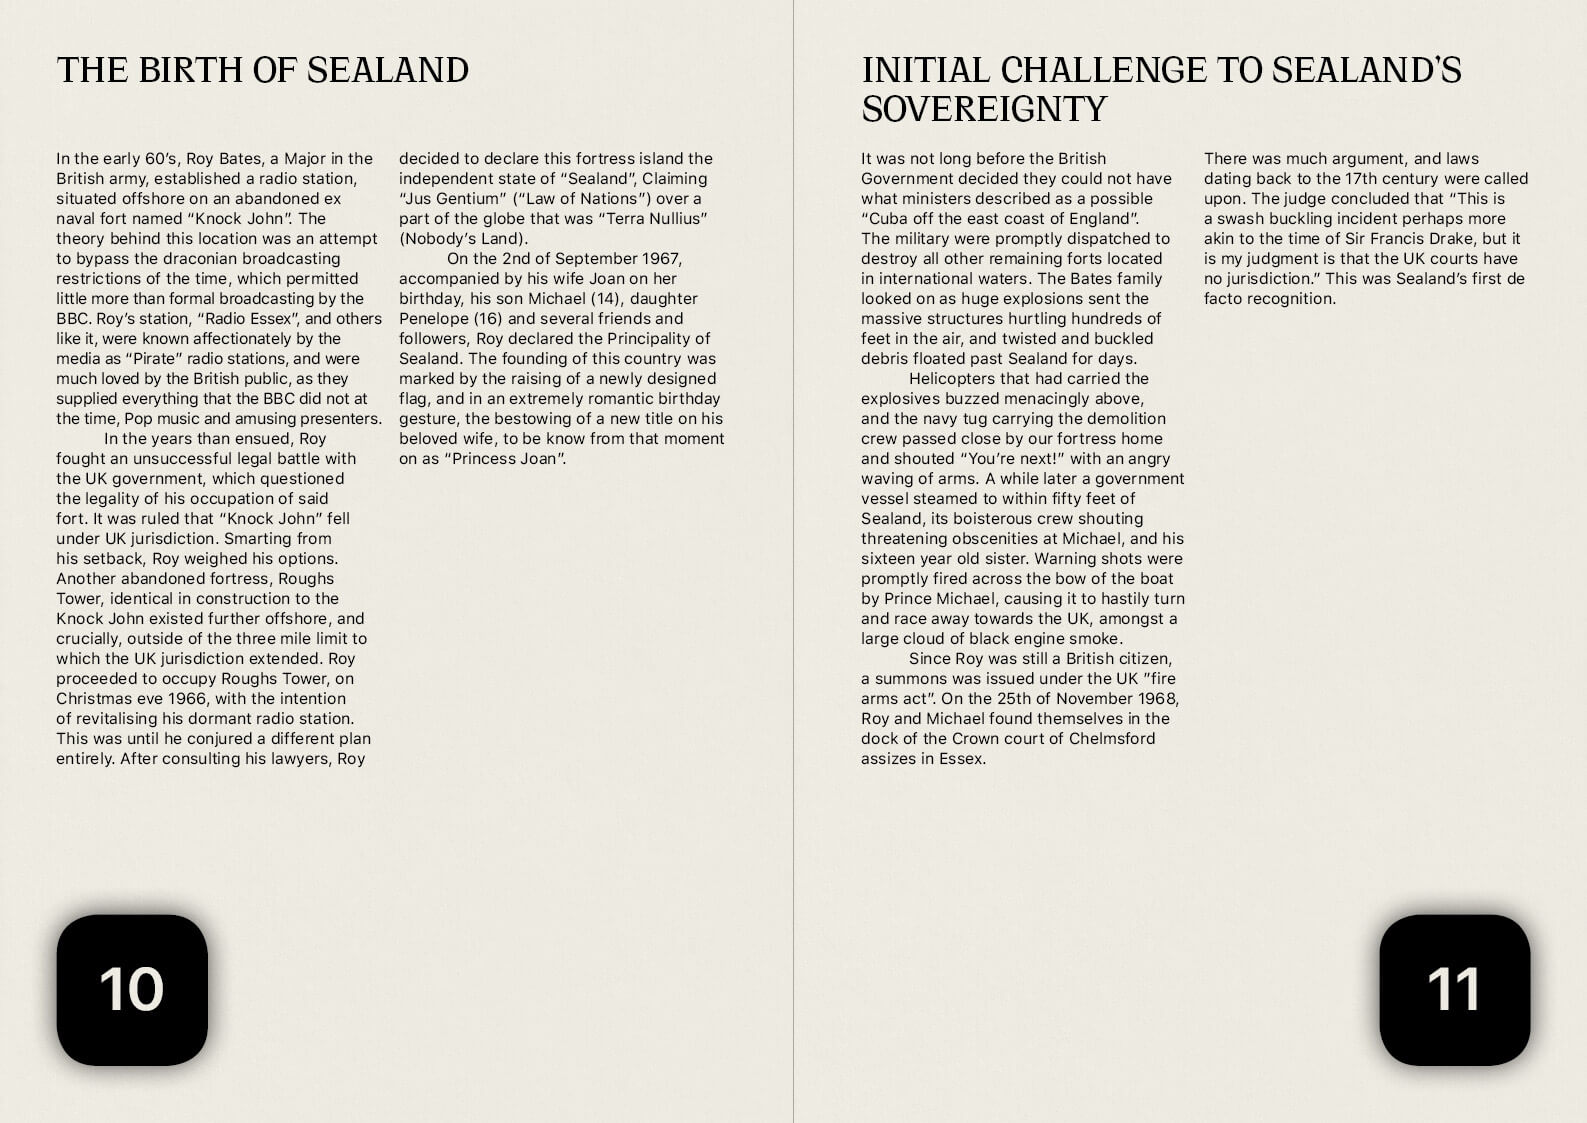 THE BIRTH OF SEALAND
In the early 60’s, Roy Bates, a Major in the
British army, established a radio station,
situated offshore on an abandoned ex
naval fort named “Knock John”. The
theory behind this location was an attempt
to bypass the draconian broadcasting
restrictions of the time, which permitted
little more than formal broadcasting by the
BBC. Roy’s station, “Radio Essex”, and others
like it, were known affectionately by the
media as “Pirate” radio stations, and were
much loved by the British public, as they
supplied everything that the BBC did not at
the time, Pop music and amusing presenters.
In the years than ensued, Roy
fought an unsuccessful legal battle with
the UK government, which questioned
the legality of his occupation of said
fort. It was ruled that “Knock John” fell
under UK jurisdiction. Smarting from
his setback, Roy weighed his options.
Another abandoned fortress, Roughs
Tower, identical in construction to the
Knock John existed further offshore, and
crucially, outside of the three mile limit to
which the UK jurisdiction extended. Roy
proceeded to occupy Roughs Tower, on
Christmas eve 1966, with the intention
of revitalising his dormant radio station.
This was until he conjured a different plan
entirely. After consulting his lawyers, Roy
decided to declare this fortress island the
independent state of “Sealand”, Claiming
“Jus Gentium” (“Law of Nations”) over a
part of the globe that was “Terra Nullius”
(Nobody’s Land).
On the 2nd of September 1967,
accompanied by his wife Joan on her
birthday, his son Michael (14), daughter
Penelope (16) and several friends and
followers, Roy declared the Principality of
Sealand. The founding of this country was
marked by the raising of a newly designed
flag, and in an extremely romantic birthday
gesture, the bestowing of a new title on his
beloved wife, to be know from that moment
on as “Princess Joan”.
10
INITIAL CHALLENGE TO SEALAND’S
SOVEREIGNTY
It was not long before the British
Government decided they could not have
what ministers described as a possible
“Cuba off the east coast of England”.
The military were promptly dispatched to
destroy all other remaining forts located
in international waters. The Bates family
looked on as huge explosions sent the
massive structures hurtling hundreds of
feet in the air, and twisted and buckled
debris floated past Sealand for days.
Helicopters that had carried the
explosives buzzed menacingly above,
and the navy tug carrying the demolition
crew passed close by our fortress home
and shouted “You’re next!” with an angry
waving of arms. A while later a government
vessel steamed to within fifty feet of
Sealand, its boisterous crew shouting
threatening obscenities at Michael, and his
sixteen year old sister. Warning shots were
promptly fired across the bow of the boat
by Prince Michael, causing it to hastily turn
and race away towards the UK, amongst a
large cloud of black engine smoke.
Since Roy was still a British citizen,
a summons was issued under the UK ”fire
arms act”. On the 25th of November 1968,
Roy and Michael found themselves in the
dock of the Crown court of Chelmsford
assizes in Essex.
There was much argument, and laws
dating back to the 17th century were called
upon. The judge concluded that “This is
a swash buckling incident perhaps more
akin to the time of Sir Francis Drake, but it
is my judgment is that the UK courts have
no jurisdiction.” This was Sealand’s first de
facto recognition.
11